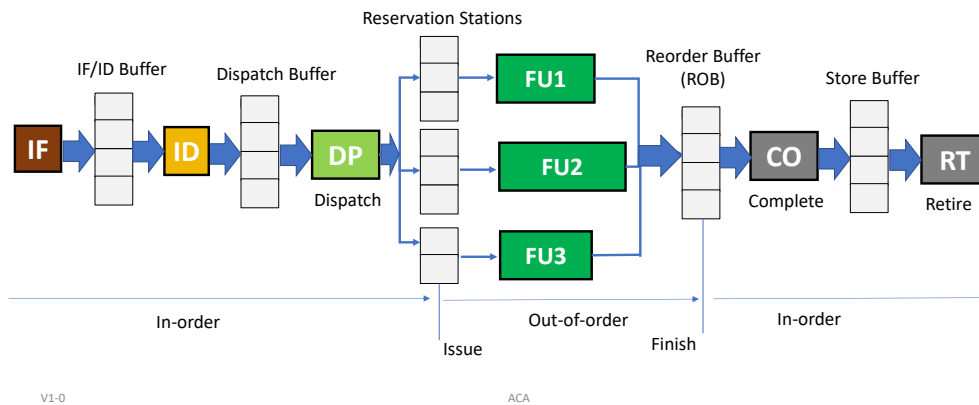 Reservation Stations
IF/ID Buffer
Dispatch Buffer
Reorder Buffer
(ROB)
Store Buffer
IF
ID
DP
FU1
FU2
FU3
CO
RT
Dispatch
Complete
Retire
In-order
Out-of-order
In-order
Issue
Finish
V1-0
ACA